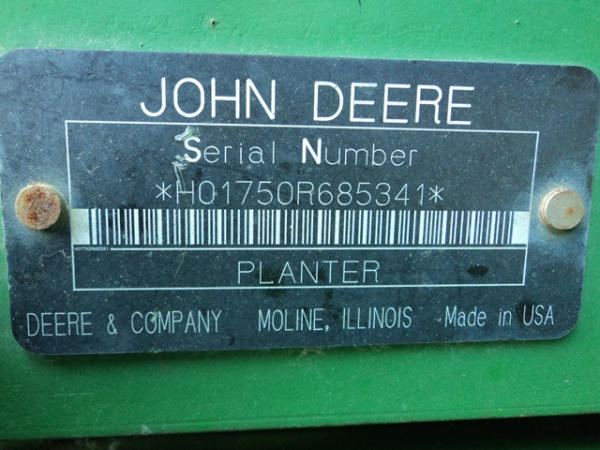 JOHN DEERE
Serial Number
*H01750R685341*
PLANTER
DEERE & COMPANY MOLINE, ILLINOIS Made in USA